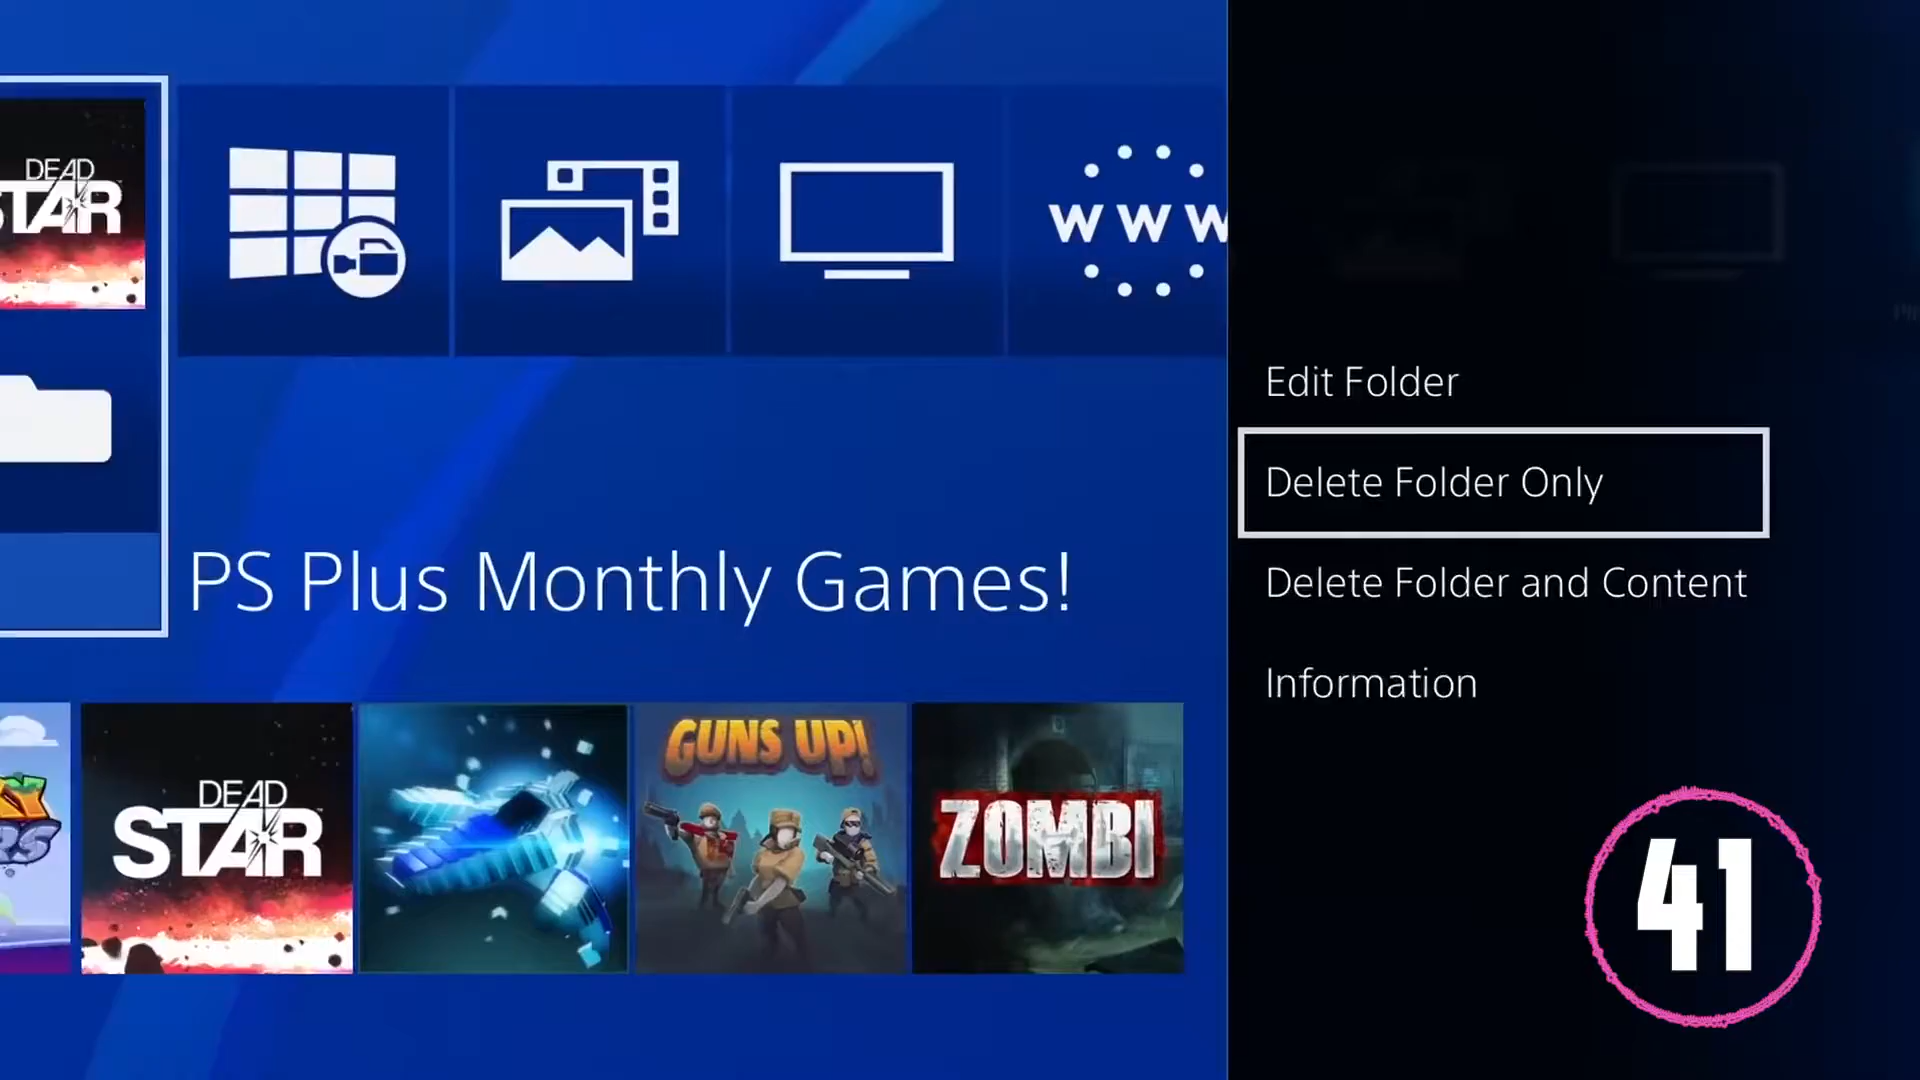 DEAD
STAR
www
Edit Folder
Delete Folder Only
Delete Folder and Content
Information
PS Plus Monthly Games!
DEAD
STAR
GUNS UP!
ZOMBI
41